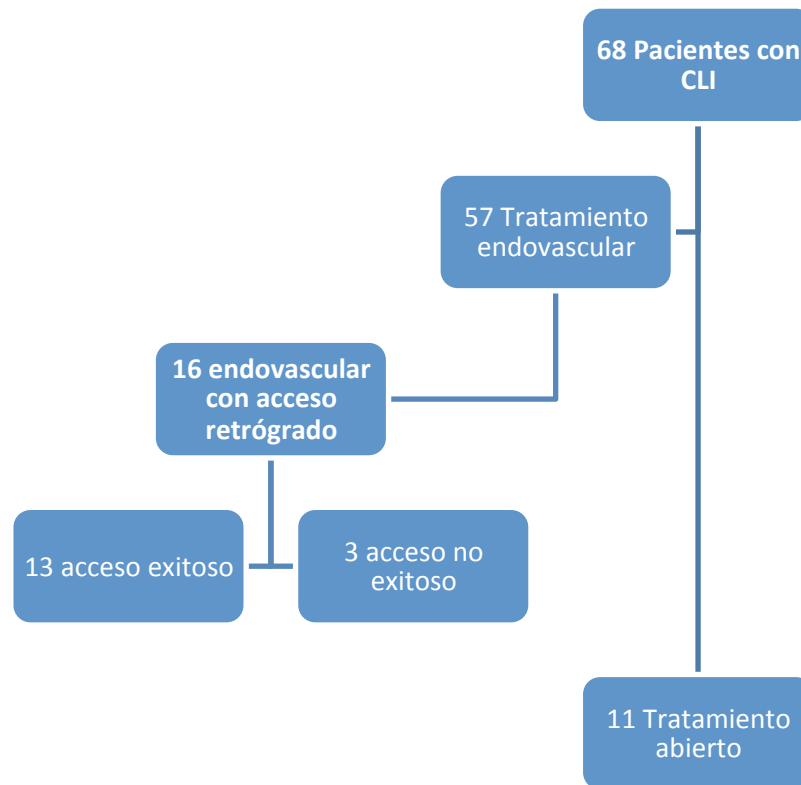 68 Pacientes con
CLI
57 Tratamiento
endovascular
16 endovascular
con acceso
retrógrado
13 acceso exitoso
3 acceso no
exitoso
11 Tratamiento
abierto